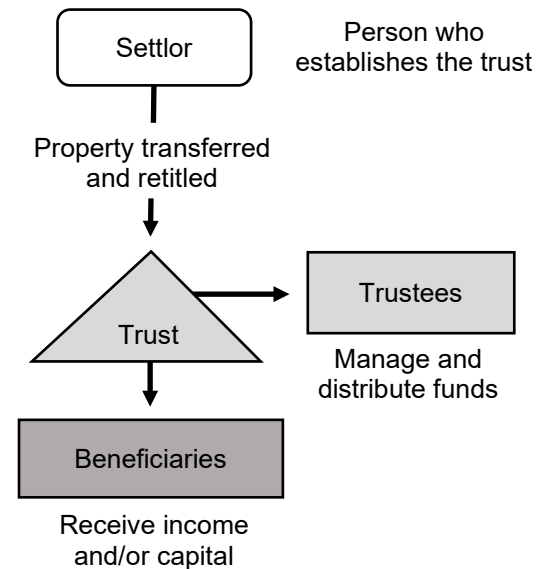 Settlor
Person who
establishes the trust
Property transferred
and retitled
Trust
Trustees
Manage and
distribute funds
Beneficiaries
Receive income
and/or capital